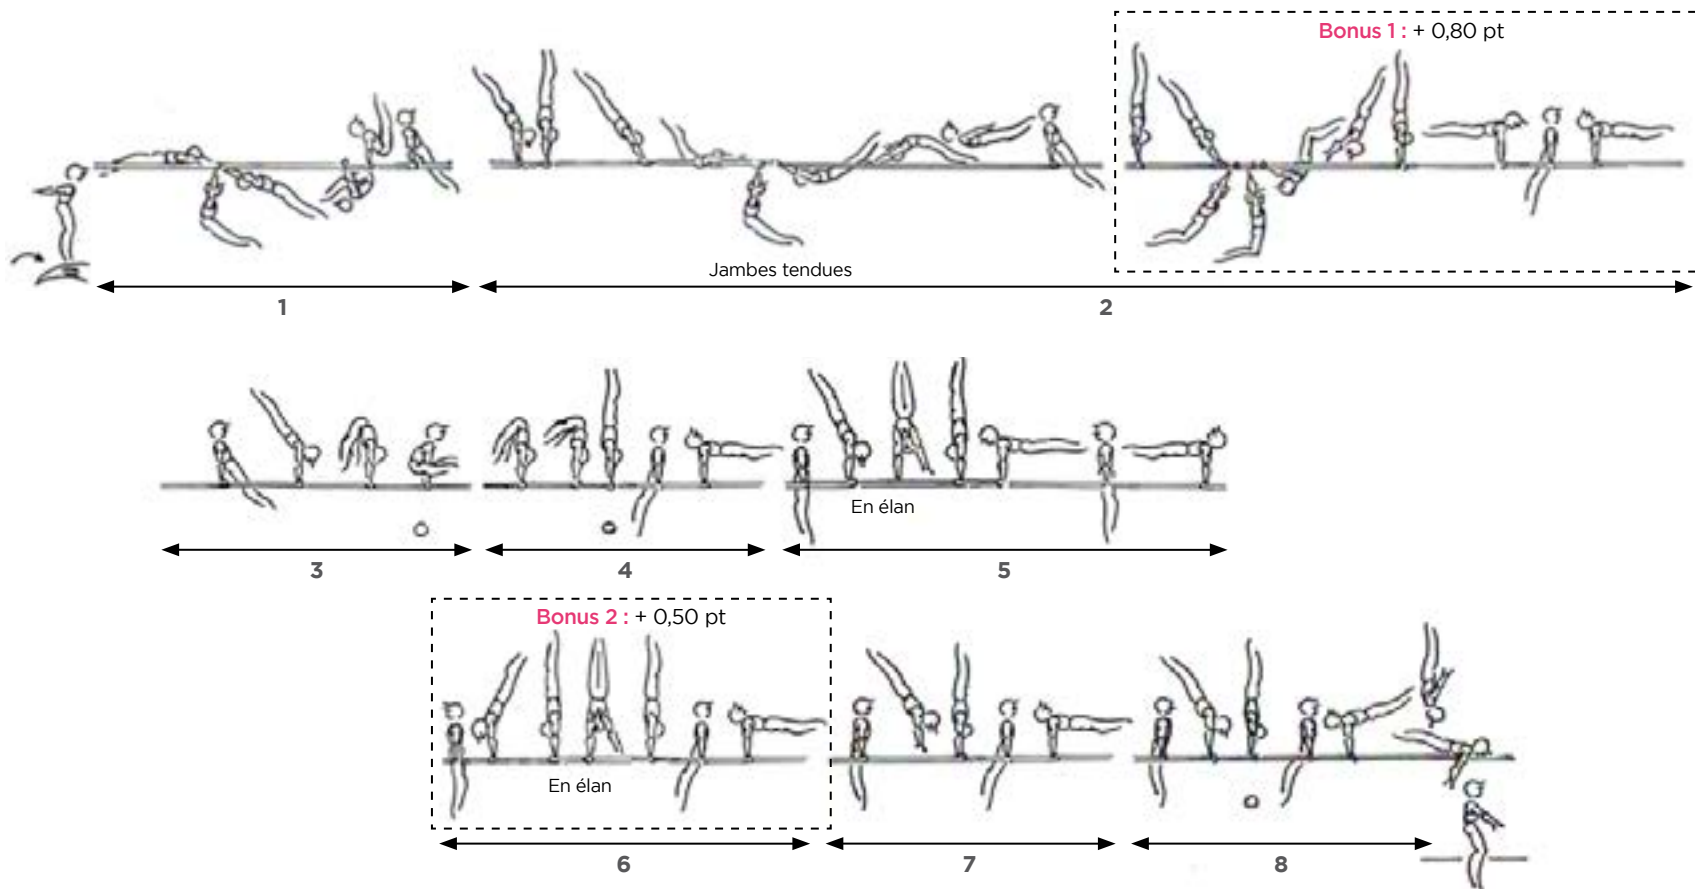 Bonus 1 : + 0,80 pt
Jambes tendues
1
2
En élan
3
4
5
Bonus 2 : + 0,50 pt
En élan
6
7
8